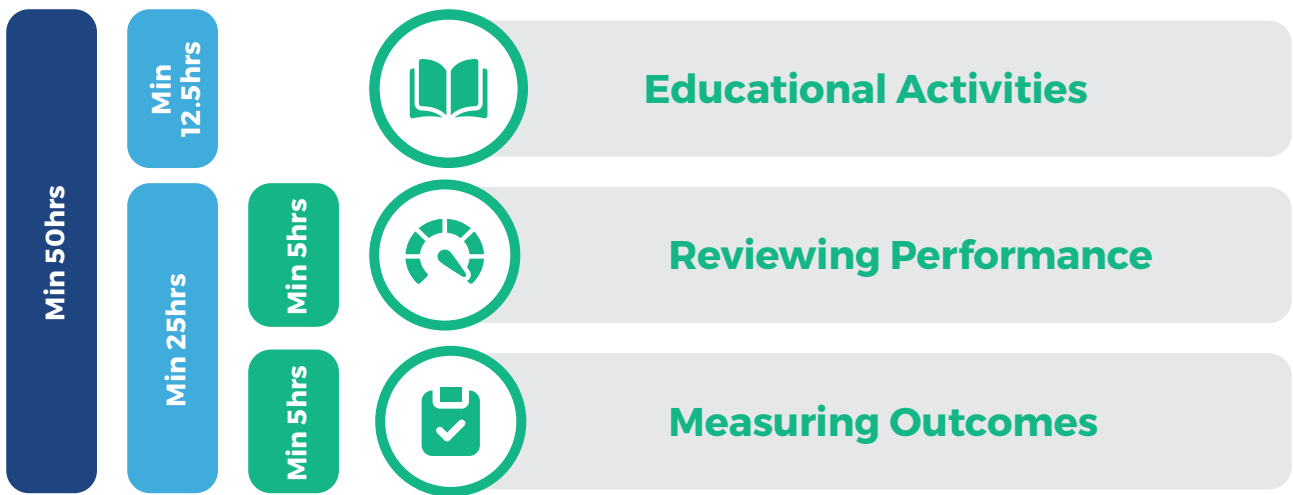 Min 50hrs
Min
12.5hrs
Educational Activities
Min 25hrs
Min 5hrs
Reviewing Performance
Min 5hrs
Measuring Outcomes